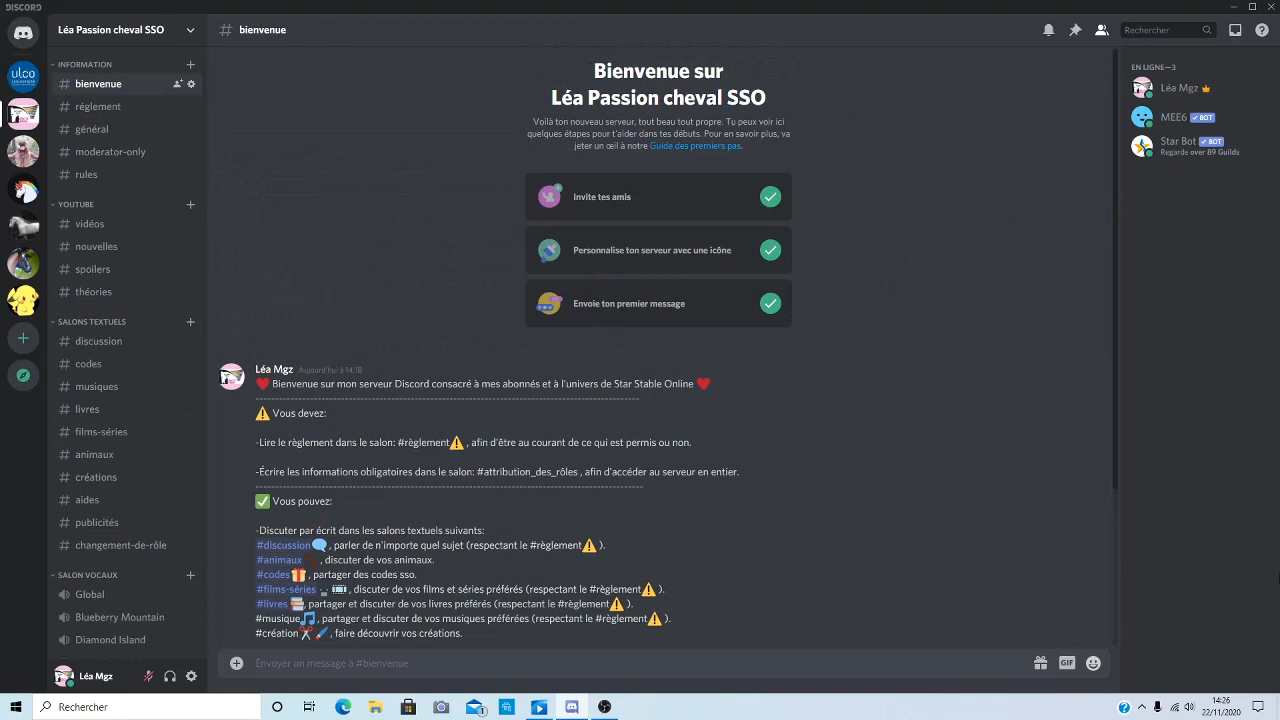 DISCORD
ulco
Université
Léa Passion cheval SSO
INFORMATION
# bienvenue
# réglement
# général
# moderator-only
# rules
YOUTUBE
# vidéos
# nouvelles
# spoilers
# théories
SALONS TEXTUELS
# discussion
# codes
# musiques
# livres
# films-séries
# animaux
# créations
# aides
# publicités
# changement-de-rôle
SALON VOCAUX
Global
Blueberry Mountain
Diamond Island
Léa Mgz
# bienvenue
Rechercher
Bienvenue sur
Léa Passion cheval SSO
Voilà ton nouveau serveur, tout beau tout propre. Tu peux voir ici
quelques étapes pour t'aider dans tes débuts. Pour en savoir plus, va
jeter un œil à notre Guide des premiers pas.
Invite tes amis
Personnalise ton serveur avec une icône
Envoie ton premier message
Léa Mgz Aujourd'hui à 14:18
❤️ Bienvenue sur mon serveur Discord consacré à mes abonnés et à l'univers de Star Stable Online ❤️
⚠️ Vous devez:
-Lire le règlement dans le salon: #règlement⚠️ , afin d'être au courant de ce qui est permis ou non.
-Écrire les informations obligatoires dans le salon: #attribution_des_rôles , afin d'accéder au serveur en entier.
✅ Vous pouvez:
-Discuter par écrit dans les salons textuels suivants:
#discussion💬 , parler de n'importe quel sujet (respectant le #règlement⚠️ ).
#animaux , discuter de vos animaux.
#codes🎁 , partager des codes sso.
#films-séries , discuter de vos films et séries préférés (respectant le #règlement⚠️ ).
#livres📚 , partager et discuter de vos livres préférés (respectant le #règlement⚠️ ).
#musique🎵 , partager et discuter de vos musiques préférées (respectant le #règlement⚠️ ).
#création✂️🖌️ , faire découvrir vos créations.
Envoyer un message à #bienvenue
GIF
EN LIGNE—3
Léa Mgz
MEE6 ✓ BOT
Star Bot ✓ BOT
Regarde over 89 Guilds
Rechercher
1
14:26
22/11/2020